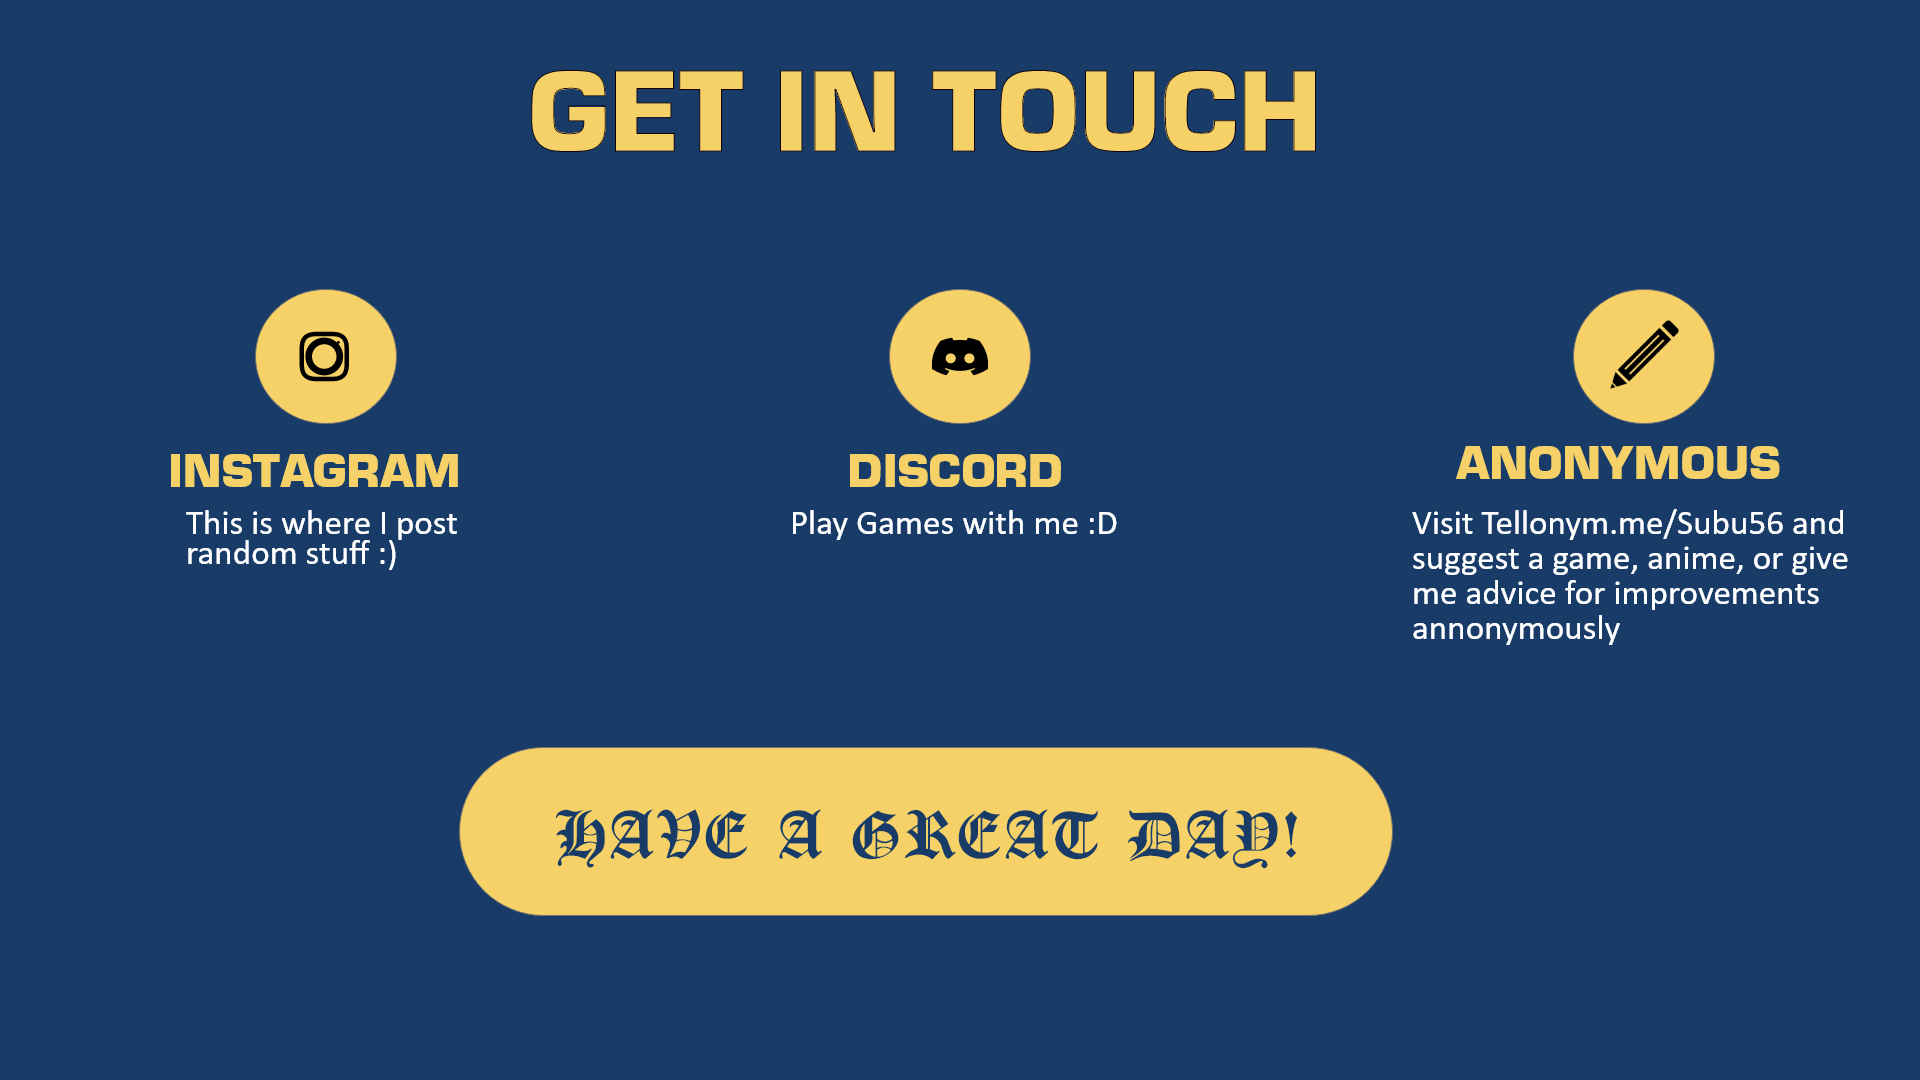 GET IN TOUCH
INSTAGRAM
This is where I post
random stuff :)
DISCORD
Play Games with me :D
ANONYMOUS
Visit Tellonym.me/Subu56 and
suggest a game, anime, or give
me advice for improvements
annonymously
HAVE A GREAT DAY!